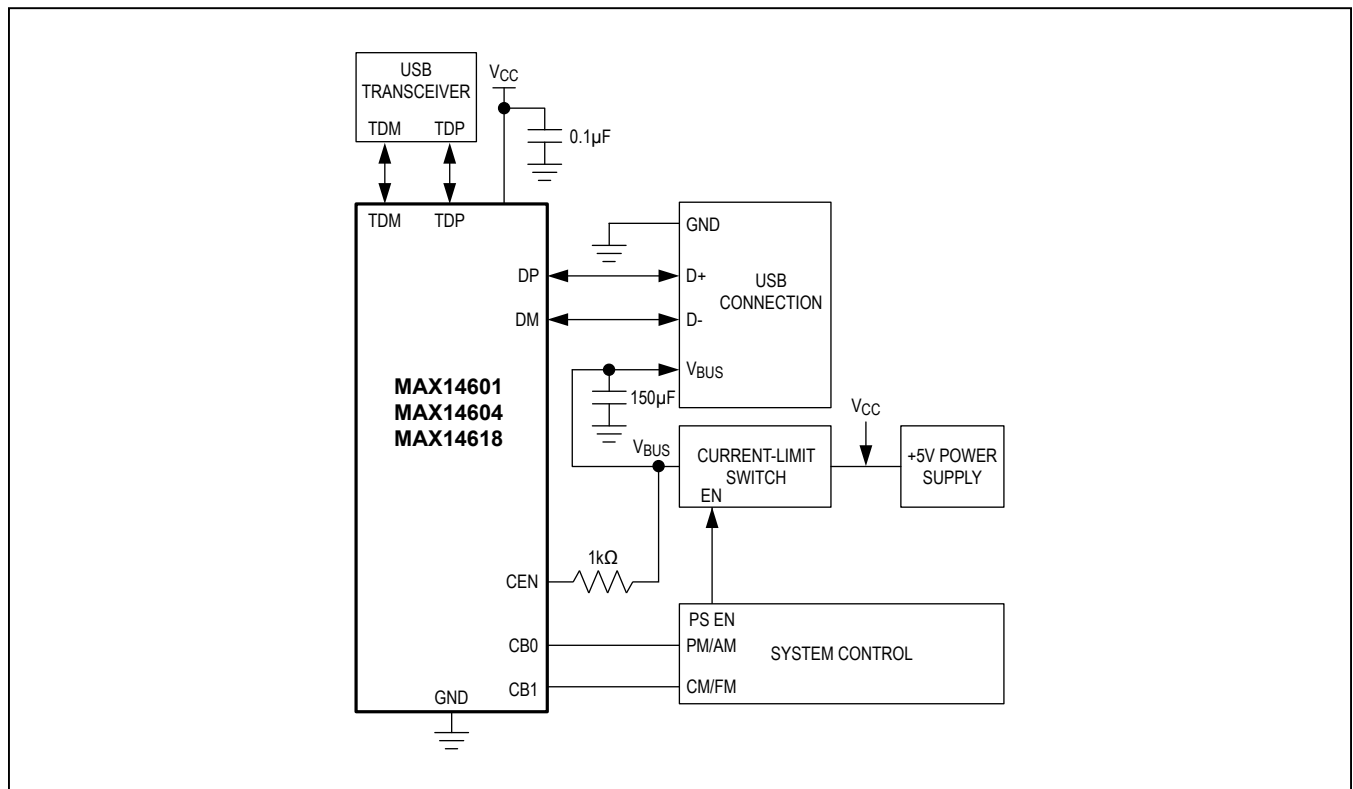 USB
TRANSCEIVER
TDM TDP
VCC
0.1µF
TDM TDP
DP
DM
MAX14601
MAX14604
MAX14618
CEN
CB0
CB1
GND
GND
D+
D-
VBUS
USB
CONNECTION
150µF
VBUS
1kΩ
CURRENT-LIMIT
SWITCH
EN
VCC
+5V POWER
SUPPLY
PS EN
PM/AM
CM/FM
SYSTEM CONTROL